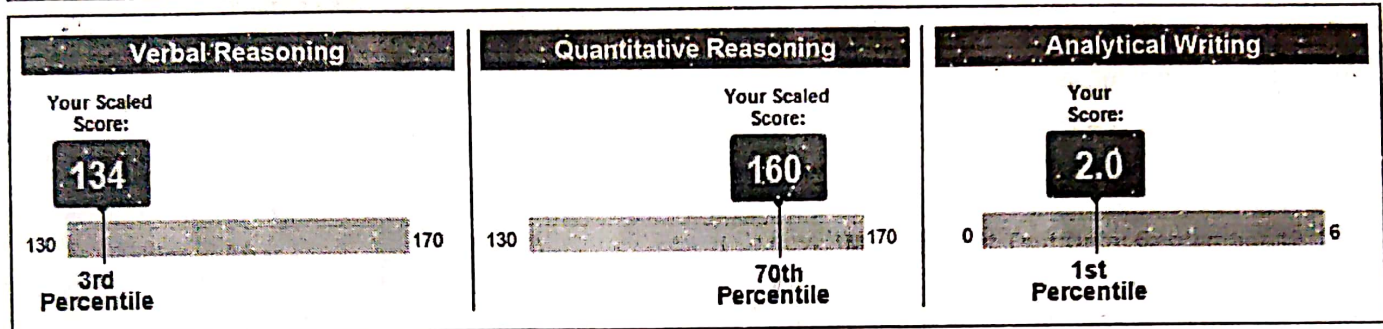 Verbal Reasoning
Your Scaled
Score:
134
130
170
3rd
Percentile
Quantitative Reasoning
Your Scaled
Score:
160
130
170
70th
Percentile
Analytical Writing
Your
Score:
2.0
0
6
1st
Percentile